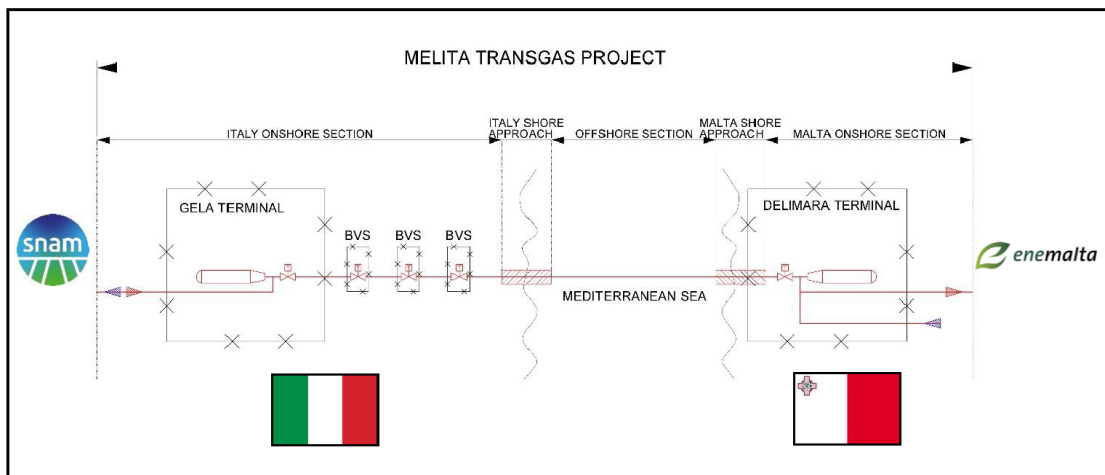 MELITA TRANSGAS PROJECT
ITALY ONSHORE SECTION
ITALY SHORE
APPROACH
OFFSHORE SECTION
MALTA SHORE
APPROACH
MALTA ONSHORE SECTION
GELA TERMINAL
BVS
BVS
BVS
DELIMARA TERMINAL
snam
MEDITERRANEAN SEA
enemalta